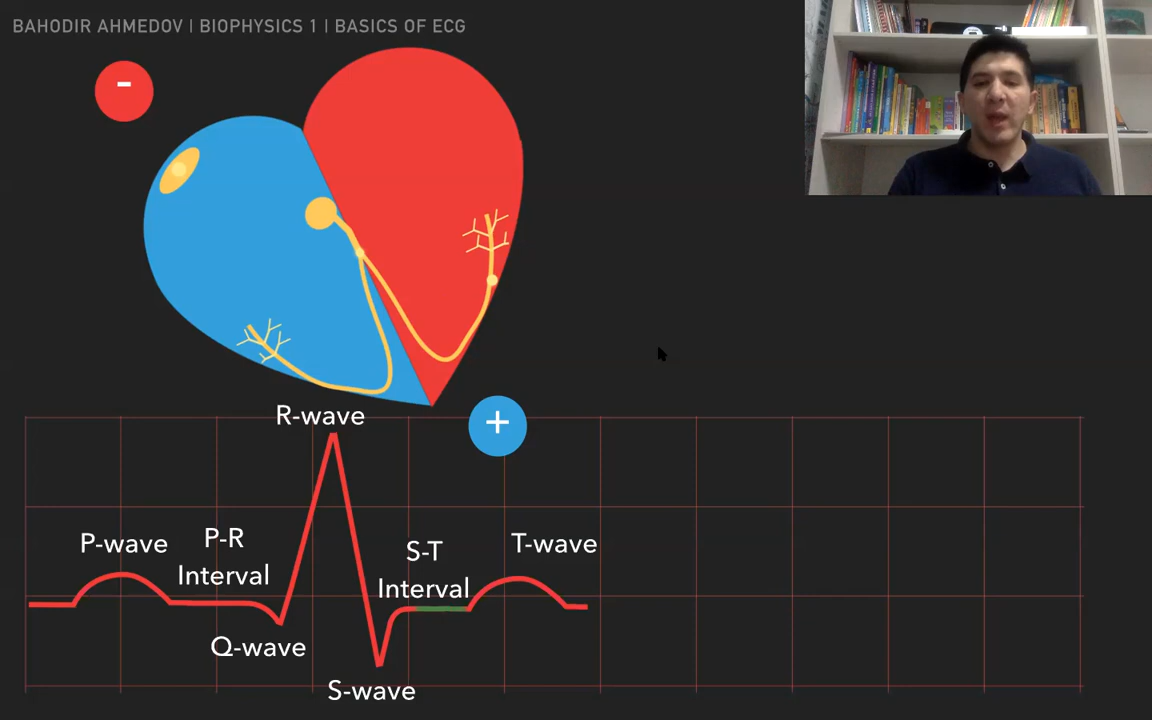 BAHODIR AHMEDOV | BIOPHYSICS 1 | BASICS OF ECG
-
R-wave
+
P-wave
P-R
Interval
S-T
Interval
T-wave
Q-wave
S-wave